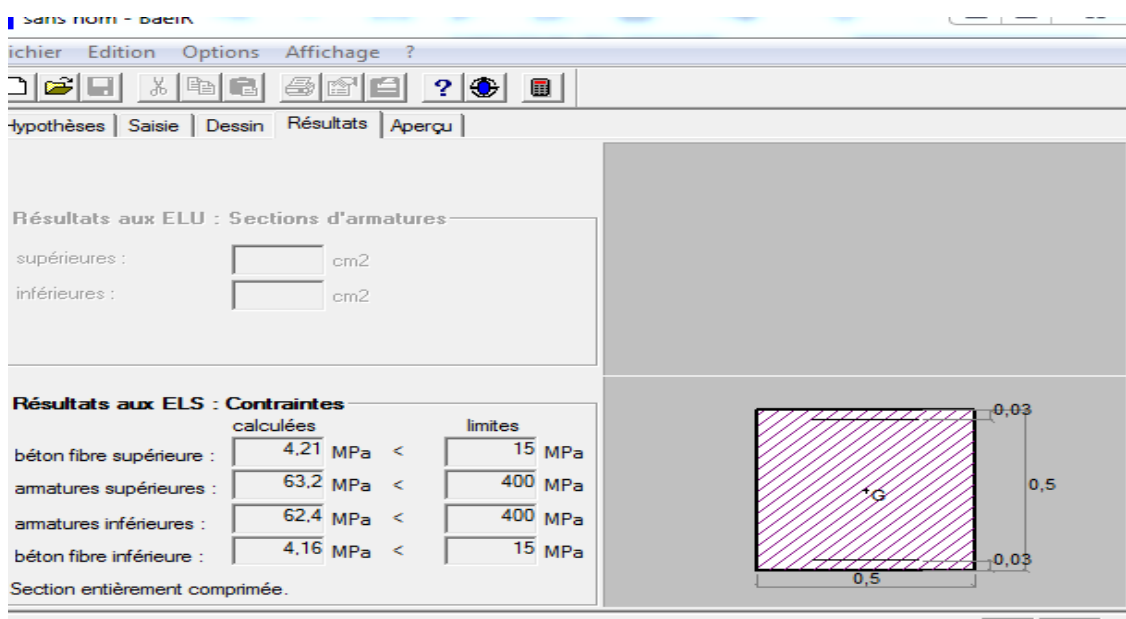 sans nom - BaelR
ichier Edition Options Affichage ?
Hypothèses Saisie Dessin Résultats Aperçu
Résultats aux ELU : Sections d'armatures
supérieures : cm2
inférieures : cm2
Résultats aux ELS : Contraintes
calculées limites
béton fibre supérieure : 4,21 MPa < 15 MPa
armatures supérieures : 63,2 MPa < 400 MPa
armatures inférieures : 62,4 MPa < 400 MPa
béton fibre inférieure : 4,16 MPa < 15 MPa
Section entièrement comprimée.
0,03
G
0,5
0,03
0,5